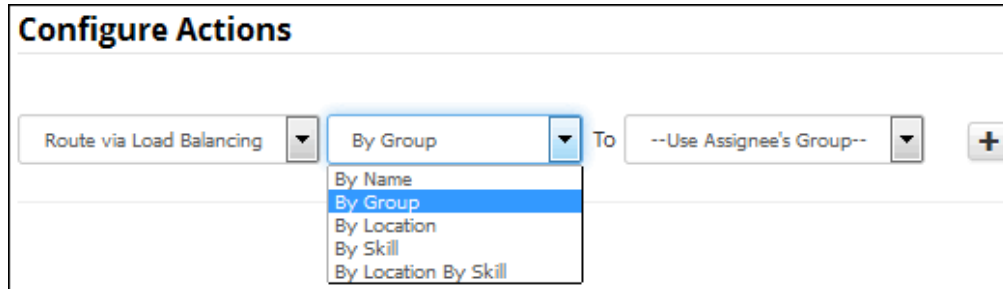 Configure Actions
Route via Load Balancing By Group To --Use Assignee's Group-- +
By Name
By Group
By Location
By Skill
By Location By Skill